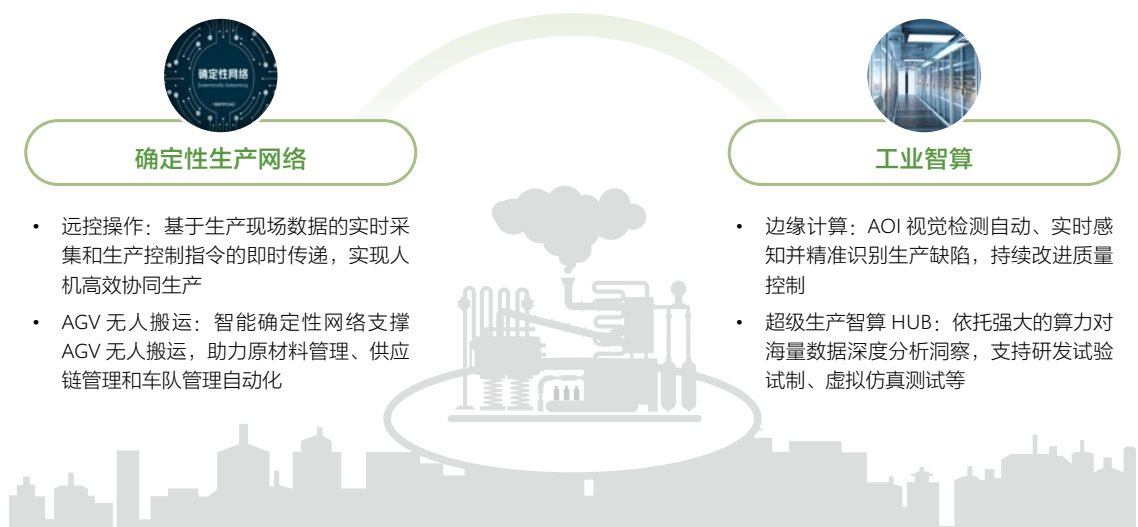 确定性网络
Deterministic Networking
确定性生产网络
• 远控操作：基于生产现场数据的实时采
集和生产控制指令的即时传递，实现人
机高效协同生产
• AGV 无人搬运：智能确定性网络支撑
AGV 无人搬运，助力原材料管理、供应
链管理和车队管理自动化
工业智算
• 边缘计算：AOI 视觉检测自动、实时感
知并精准识别生产缺陷，持续改进质量
控制
• 超级生产智算 HUB：依托强大的算力对
海量数据深度分析洞察，支持研发试验
试制、虚拟仿真测试等